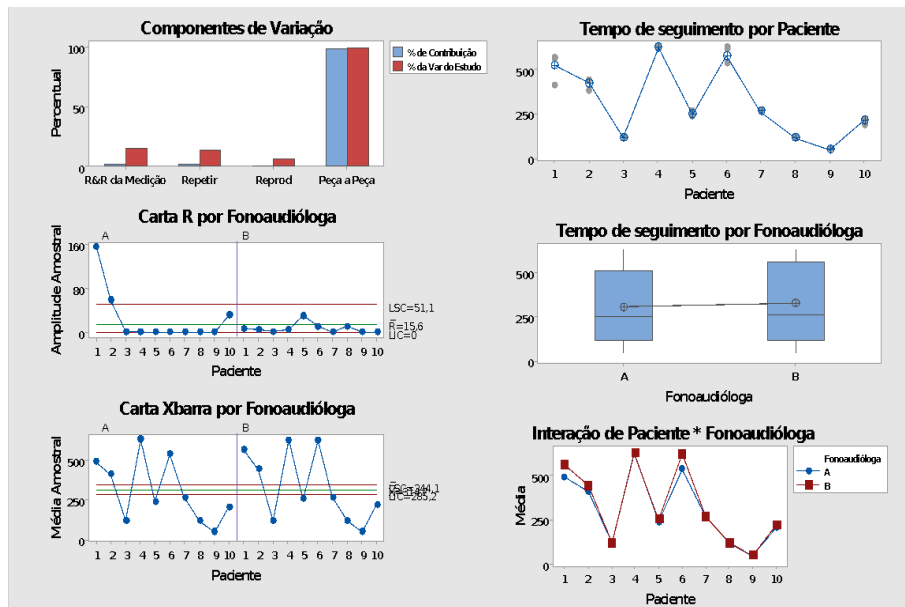 Componentes de Variação
% de Contribuição
% da Var do Estudo
Percentual
100
50
0
R&R da Medição Repetir Reprod Peça a Peça
Tempo de seguimento por Paciente
500
250
0
1 2 3 4 5 6 7 8 9 10
Paciente
Carta R por Fonoaudióloga
A B
Amplitude Amostral
160
80
0
LSC=51,1
R=15,6
LIC=0
1 2 3 4 5 6 7 8 9 10 1 2 3 4 5 6 7 8 9 10
Paciente
Tempo de seguimento por Fonoaudióloga
500
250
0
A B
Fonoaudióloga
Carta Xbarra por Fonoaudióloga
A B
Média Amostral
500
250
0
1 2 3 4 5 6 7 8 9 10 1 2 3 4 5 6 7 8 9 10
Paciente
Interação de Paciente * Fonoaudióloga
Fonoaudióloga
A
B
Média
500
250
0
1 2 3 4 5 6 7 8 9 10
Paciente